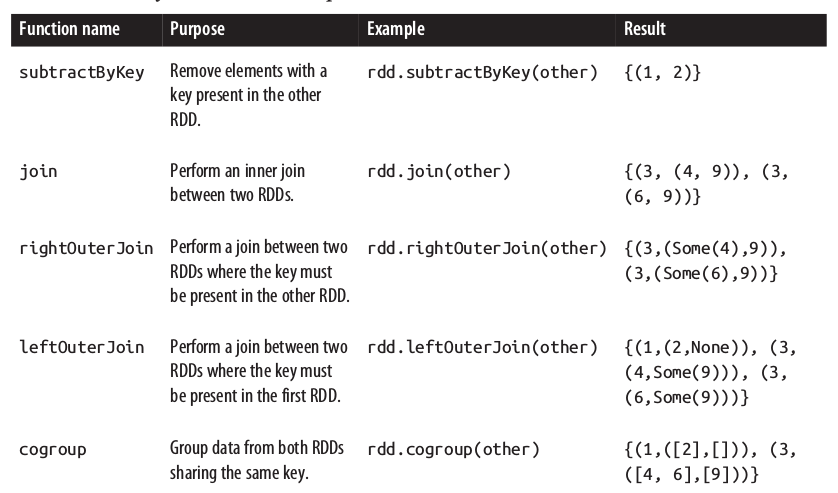 Function name Purpose Example Result
subtractByKey Remove elements with a rdd.subtractByKey(other) {(1, 2)}
key present in the other
RDD.
join Perform an inner join rdd.join(other) {(3, (4, 9)), (3,
between two RDDs. (6, 9))}
rightOuterJoin Perform a join between two rdd.rightOuterJoin(other) {(3,(Some(4),9)),
RDDs where the key must (3,(Some(6),9))}
be present in the other RDD.
leftOuterJoin Perform a join between two rdd.leftOuterJoin(other) {(1,(2,None)), (3,
RDDs where the key must (4,Some(9))), (3,
be present in the first RDD. (6,Some(9)))}
cogroup Group data from both RDDs rdd.cogroup(other) {(1,([2],[])), (3,
sharing the same key. ([4, 6],[9]))}